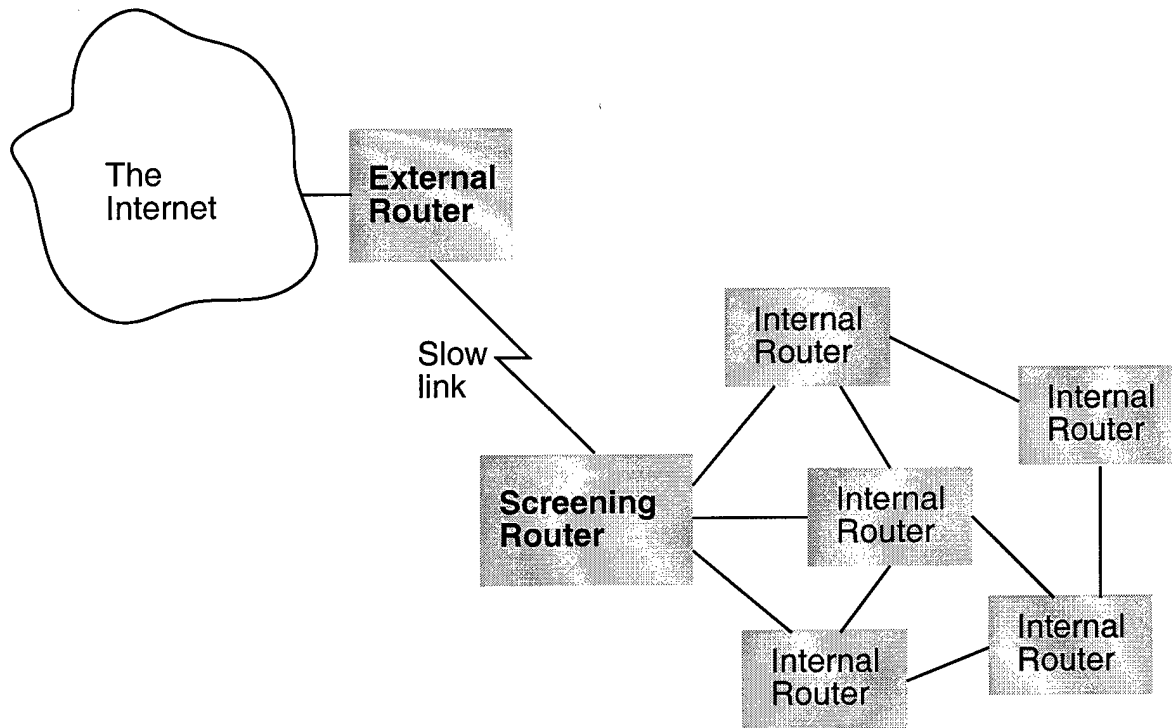 The
Internet
External
Router
Slow
link
Internal
Router
Internal
Router
Screening
Router
Internal
Router
Internal
Router
Internal
Router